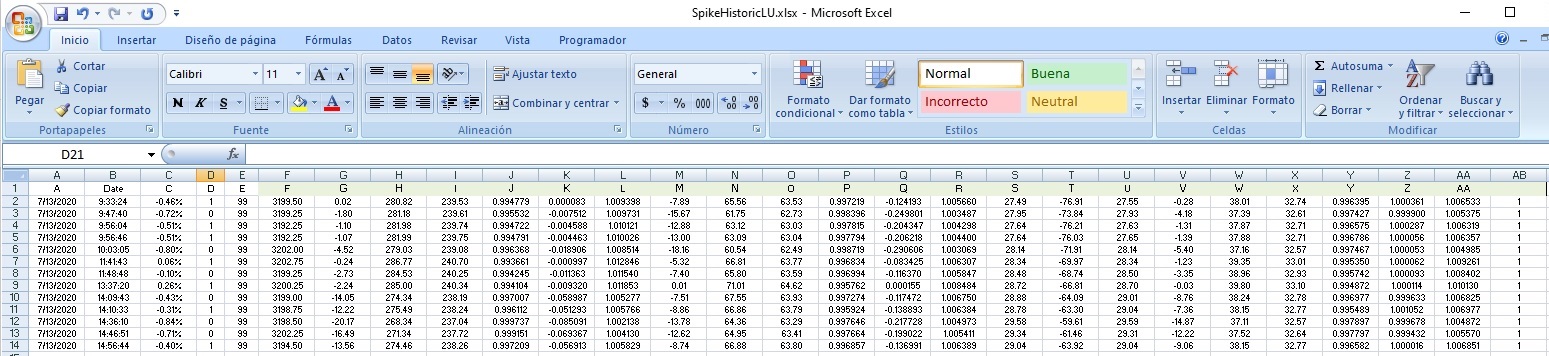 SpikeHistoricLU.xlsx - Microsoft Excel
Inicio Insertar Diseño de página Fórmulas Datos Revisar Vista Programador
Pegar
Cortar
Copiar
Copiar formato
Portapapeles
Calibri 11 A A
N K S A
Fuente
Ajustar texto
Combinar y centrar
Alineación
General
$ % 000
Número
Formato condicional
Dar formato como tabla
Normal Buena
Incorrecto Neutral
Estilos
Insertar Eliminar Formato
Celdas
Σ Autosuma
Rellenar
Borrar
Ordenar y filtrar
Buscar y seleccionar
Modificar
D21 fx
A B C D E F G H I J K L M N O P Q R S T U V W X Y Z AA AB
1 A Date C D E F G H I J K L M N O P Q R S T U V W X Y Z AA
2 7/13/2020 9:33:24 -0.46% 1 99 3199.50 0.02 280.82 239.53 0.994779 0.000083 1.009398 -7.89 65.56 63.53 0.997219 -0.124193 1.005660 27.49 -76.91 27.55 -0.28 38.01 32.74 0.996395 1.000361 1.006533 1
3 7/13/2020 9:47:40 -0.72% 0 99 3199.25 -1.80 281.18 239.61 0.995532 -0.007512 1.009731 -15.67 61.75 62.73 0.998396 -0.249801 1.003487 27.95 -73.84 27.93 -4.18 37.39 32.61 0.997427 0.999900 1.005375 1
4 7/13/2020 9:56:04 -0.51% 1 99 3192.25 -1.10 281.98 239.74 0.994722 -0.004588 1.010121 -12.88 63.12 63.03 0.997815 -0.204347 1.004298 27.64 -76.21 27.63 -1.31 37.87 32.71 0.996575 1.000287 1.006319 1
5 7/13/2020 9:56:46 -0.51% 1 99 3192.25 -1.07 281.99 239.75 0.994791 -0.004463 1.010026 -13.00 63.09 63.04 0.997794 -0.206218 1.004400 27.64 -76.03 27.65 -1.39 37.88 32.71 0.996786 1.000056 1.006357 1
6 7/13/2020 10:03:05 -0.80% 0 99 3202.00 -4.52 279.03 239.08 0.996368 -0.018906 1.008514 -18.16 60.54 62.49 0.998719 -0.290606 1.003069 28.14 -71.91 28.14 -5.40 37.16 32.57 0.997467 1.000053 1.004985 1
7 7/13/2020 11:41:43 0.06% 1 99 3202.75 -0.24 286.77 240.70 0.993661 -0.000997 1.012846 -5.32 66.81 63.77 0.996834 -0.083425 1.006307 28.34 -69.97 28.34 -1.23 39.35 33.01 0.995350 1.000062 1.009261 1
8 7/13/2020 11:48:48 -0.10% 0 99 3199.25 -2.73 284.53 240.25 0.994245 -0.011363 1.011540 -7.40 65.80 63.59 0.996994 -0.116370 1.005847 28.48 -68.74 28.50 -3.35 38.96 32.93 0.995742 1.000093 1.008402 1
9 7/13/2020 13:37:20 0.26% 1 99 3200.25 -2.24 285.00 240.34 0.994104 -0.009320 1.011853 0.01 71.01 64.62 0.995762 0.000155 1.008484 28.72 -66.81 28.70 -0.03 39.80 33.10 0.994872 1.000114 1.010130 1
10 7/13/2020 14:09:43 -0.43% 0 99 3199.00 -14.05 274.34 238.19 0.997007 -0.058987 1.005277 -7.51 67.55 63.93 0.997274 -0.117472 1.006750 28.88 -64.09 29.01 -8.76 38.24 32.78 0.996977 0.999633 1.006825 1
11 7/13/2020 14:10:33 -0.31% 1 99 3198.75 -12.22 275.49 238.24 0.996112 -0.051293 1.005766 -8.86 66.86 63.79 0.995924 -0.138893 1.006384 28.78 -63.30 29.04 -7.36 38.15 32.77 0.995489 1.001052 1.006977 1
12 7/13/2020 14:36:10 -0.84% 0 99 3198.50 -20.17 268.34 237.04 0.999737 -0.085091 1.002138 -13.78 64.36 63.29 0.997646 -0.217728 1.004973 29.58 -59.61 29.59 -14.87 37.11 32.57 0.997897 0.999678 1.004872 1
13 7/13/2020 14:46:51 -0.71% 0 99 3202.25 -16.49 271.34 237.72 0.999151 -0.069367 1.004130 -12.62 64.95 63.41 0.997664 -0.199022 1.005411 29.34 -61.46 29.31 -12.22 37.52 32.64 0.997779 0.999432 1.005570 1
14 7/13/2020 14:56:44 -0.40% 1 99 3194.50 -13.56 274.46 238.26 0.997209 -0.056913 1.005829 -8.74 66.88 63.80 0.996857 -0.136991 1.006389 29.04 -63.92 29.04 -9.06 38.15 32.77 0.996582 1.000016 1.006851 1